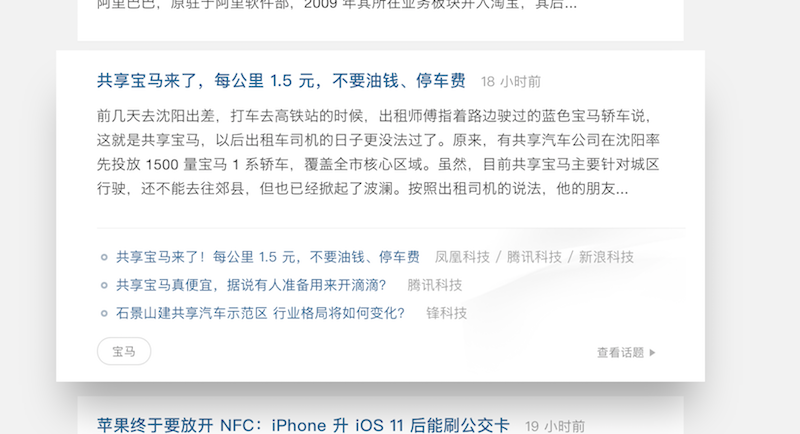 阿里巴巴，原驻于阿里软件部，2009 年其所在业务板块并入淘宝，其后...
共享宝马来了，每公里 1.5 元，不要油钱、停车费 18 小时前
前几天去沈阳出差，打车去高铁站的时候，出租师傅指着路边驶过的蓝色宝马轿车说，
这就是共享宝马，以后出租车司机的日子更没法过了。原来，有共享汽车公司在沈阳率
先投放 1500 量宝马 1 系轿车，覆盖全市核心区域。虽然，目前共享宝马主要针对城区
行驶，还不能去往郊县，但也已经掀起了波澜。按照出租司机的说法，他的朋友...
共享宝马来了！每公里 1.5 元，不要油钱、停车费 凤凰科技 / 腾讯科技 / 新浪科技
共享宝马真便宜，据说有人准备用来开滴滴？ 腾讯科技
石景山建共享汽车示范区 行业格局将如何变化？ 锋科技
宝马
查看话题
苹果终于要放开 NFC：iPhone 升 iOS 11 后能刷公交卡 19 小时前